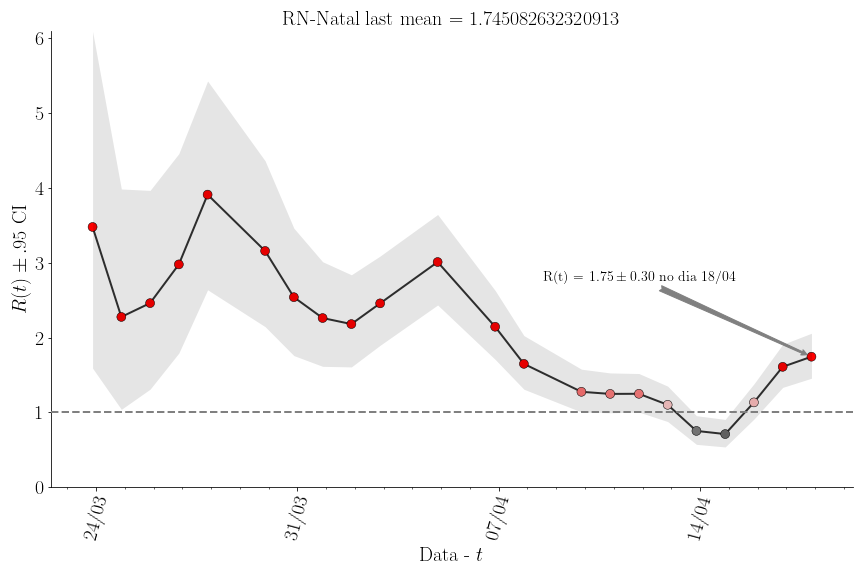 RN-Natal last mean = 1.745082632320913
6
5
4
3
2
1
0
R(t) ± .95 CI
R(t) = 1.75 ± 0.30 no dia 18/04
24/03
31/03
07/04
14/04
Data - t